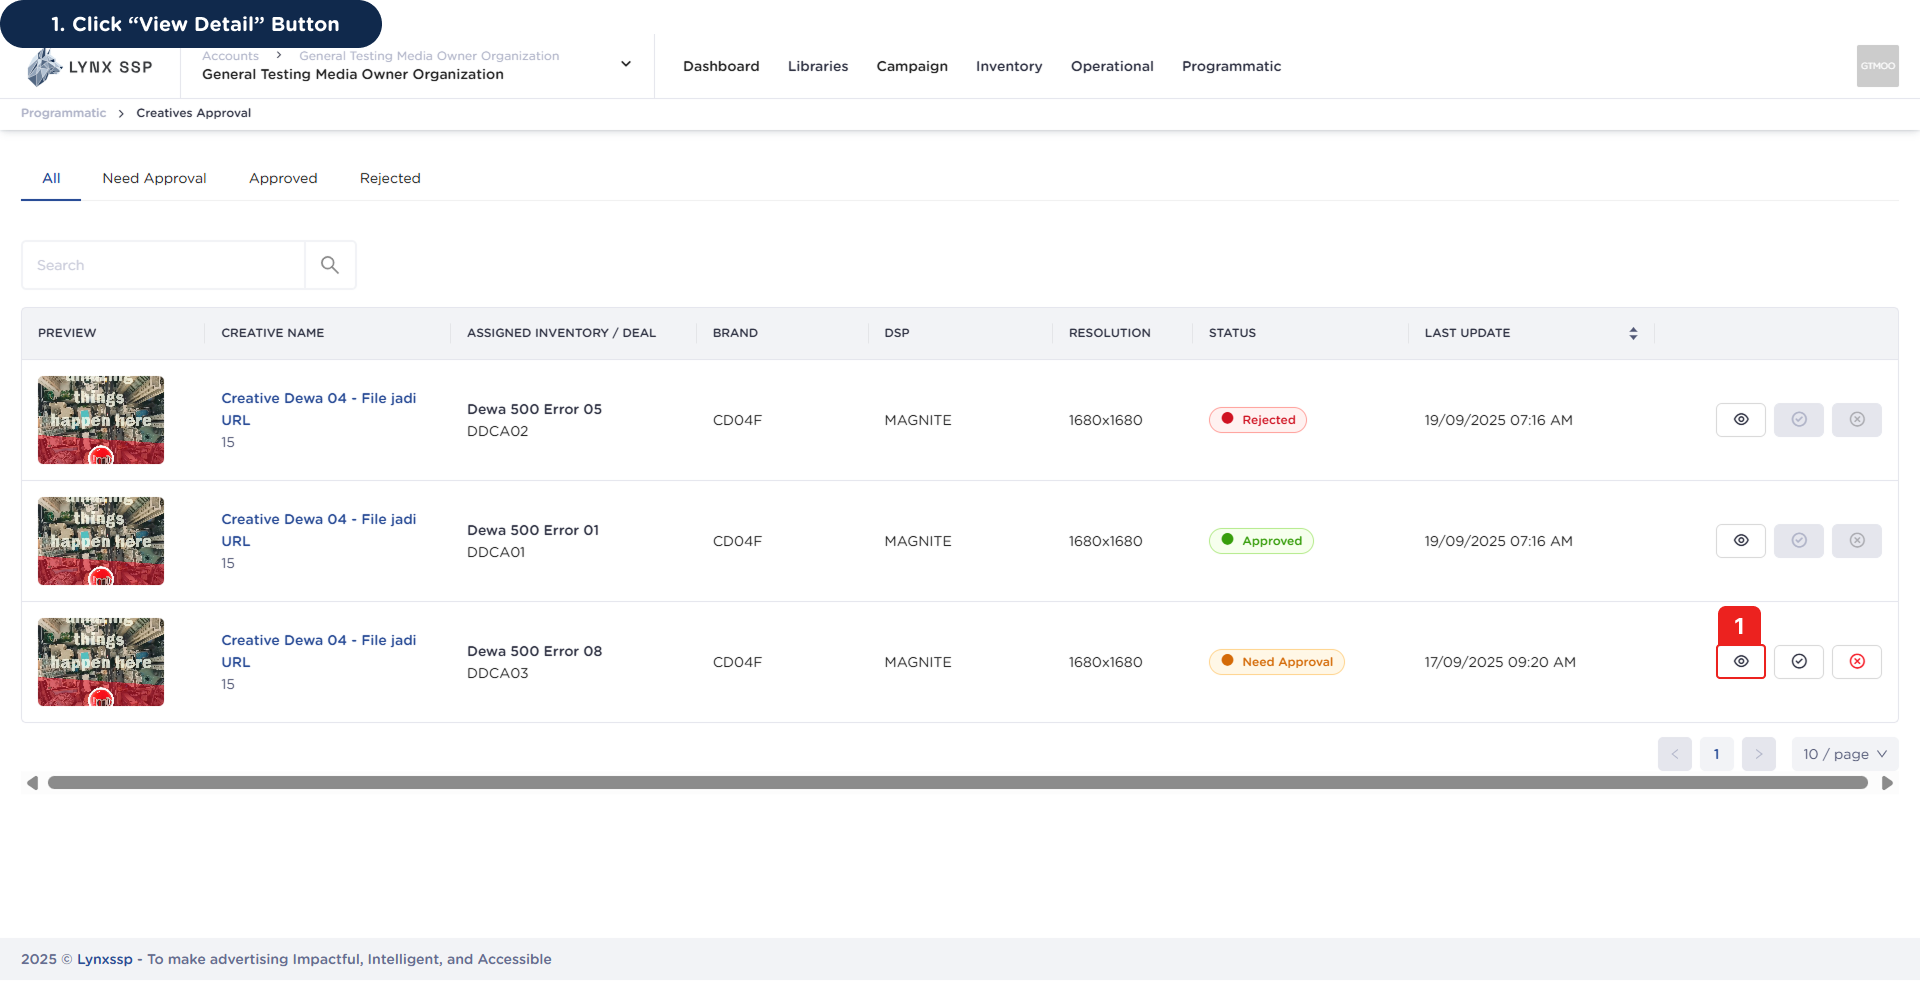 1. Click “View Detail” Button
LYNX SSP
Accounts > General Testing Media Owner Organization
General Testing Media Owner Organization
Dashboard Libraries Campaign Inventory Operational Programmatic
GTMOO
Programmatic > Creatives Approval
All Need Approval Approved Rejected
Search
PREVIEW CREATIVE NAME ASSIGNED INVENTORY / DEAL BRAND DSP RESOLUTION STATUS LAST UPDATE
things
happen here
Creative Dewa 04 - File jadi
URL
15
Dewa 500 Error 05
DDCA02
CD04F
MAGNITE
1680x1680
Rejected
19/09/2025 07:16 AM
things
happen here
Creative Dewa 04 - File jadi
URL
15
Dewa 500 Error 01
DDCA01
CD04F
MAGNITE
1680x1680
Approved
19/09/2025 07:16 AM
things
happen here
Creative Dewa 04 - File jadi
URL
15
Dewa 500 Error 08
DDCA03
CD04F
MAGNITE
1680x1680
Need Approval
17/09/2025 09:20 AM
1
< 1 > 10 / page
2025 © Lynxssp - To make advertising Impactful, Intelligent, and Accessible